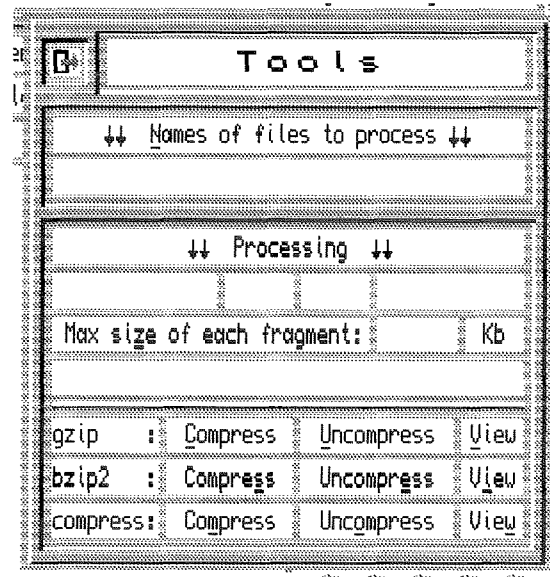 Tools
↓↓ Names of files to process ↓↓
↓↓ Processing ↓↓
Max size of each fragment: Kb
gzip : Compress Uncompress View
bzip2 : Compress Uncompress View
compress: Compress Uncompress View